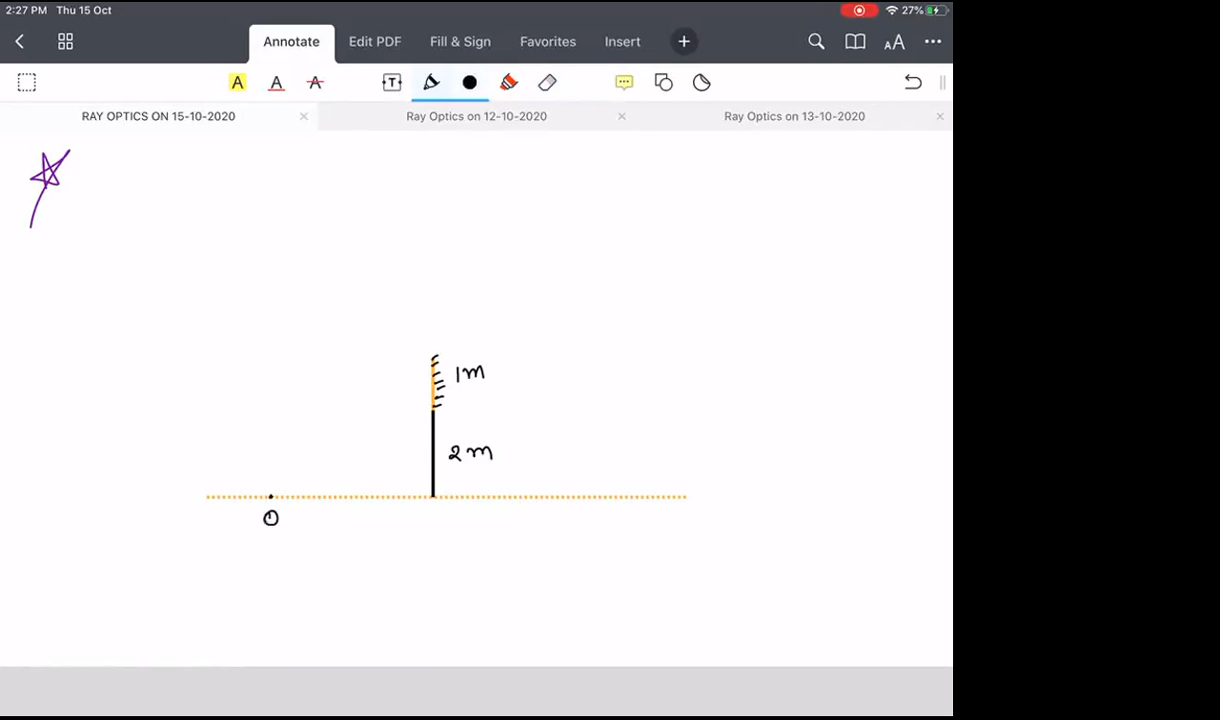 2:27 PM Thu 15 Oct 27%
Annotate Edit PDF Fill & Sign Favorites Insert AA
A A A T
RAY OPTICS ON 15-10-2020 Ray Optics on 12-10-2020 Ray Optics on 13-10-2020
1m
2m
O